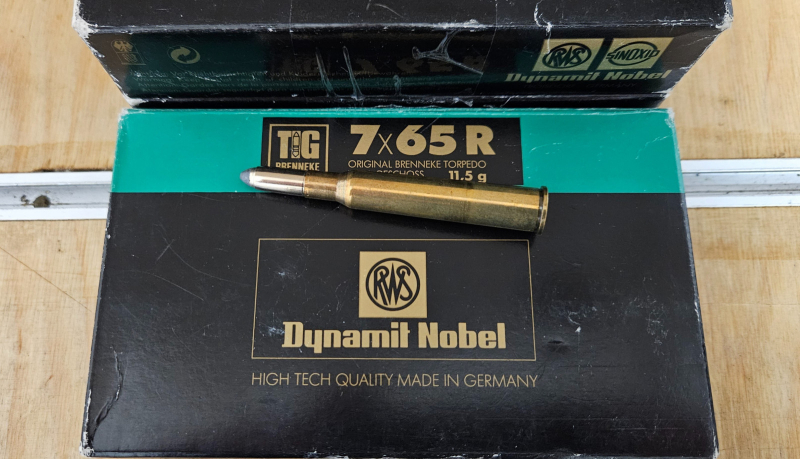 RWS
SINOXID
Dynamit Nobel
TIG
BRENNEKE
7x65R
ORIGINAL BRENNEKE TORPEDO
11,5 g
RWS
Dynamit Nobel
HIGH TECH QUALITY MADE IN GERMANY